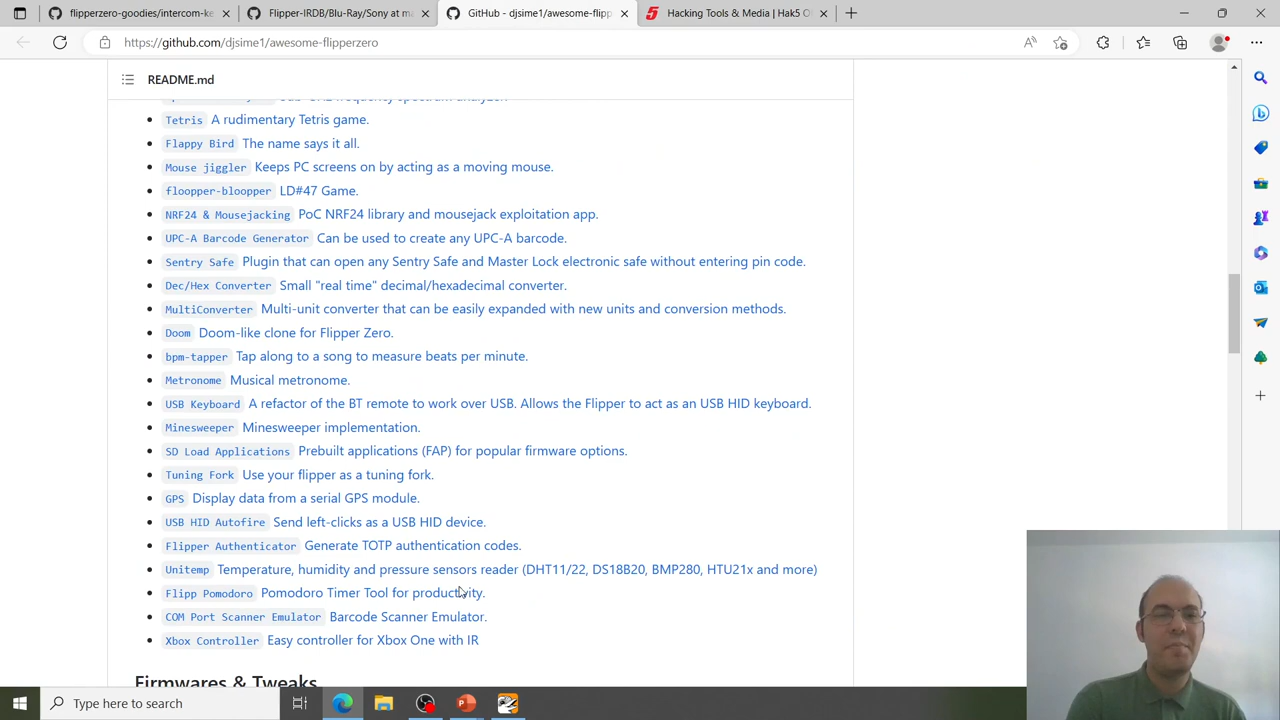 flipperzero-goodies/intercom-ke
Flipper-IRDB/Blu-Ray/Sony at ma
GitHub - djsime1/awesome-flipp
Hacking Tools & Media | Hak5 O
https://github.com/djsime1/awesome-flipperzero
README.md
Tetris A rudimentary Tetris game.
Flappy Bird The name says it all.
Mouse jiggler Keeps PC screens on by acting as a moving mouse.
floopper-bloopper LD#47 Game.
NRF24 & Mousejacking PoC NRF24 library and mousejack exploitation app.
UPC-A Barcode Generator Can be used to create any UPC-A barcode.
Sentry Safe Plugin that can open any Sentry Safe and Master Lock electronic safe without entering pin code.
Dec/Hex Converter Small "real time" decimal/hexadecimal converter.
MultiConverter Multi-unit converter that can be easily expanded with new units and conversion methods.
Doom Doom-like clone for Flipper Zero.
bpm-tapper Tap along to a song to measure beats per minute.
Metronome Musical metronome.
USB Keyboard A refactor of the BT remote to work over USB. Allows the Flipper to act as an USB HID keyboard.
Minesweeper Minesweeper implementation.
SD Load Applications Prebuilt applications (FAP) for popular firmware options.
Tuning Fork Use your flipper as a tuning fork.
GPS Display data from a serial GPS module.
USB HID Autofire Send left-clicks as a USB HID device.
Flipper Authenticator Generate TOTP authentication codes.
Unitemp Temperature, humidity and pressure sensors reader (DHT11/22, DS18B20, BMP280, HTU21x and more)
Flipp Pomodoro Pomodoro Timer Tool for productivity.
COM Port Scanner Emulator Barcode Scanner Emulator.
Xbox Controller Easy controller for Xbox One with IR
Firmwares & Tweaks
Type here to search